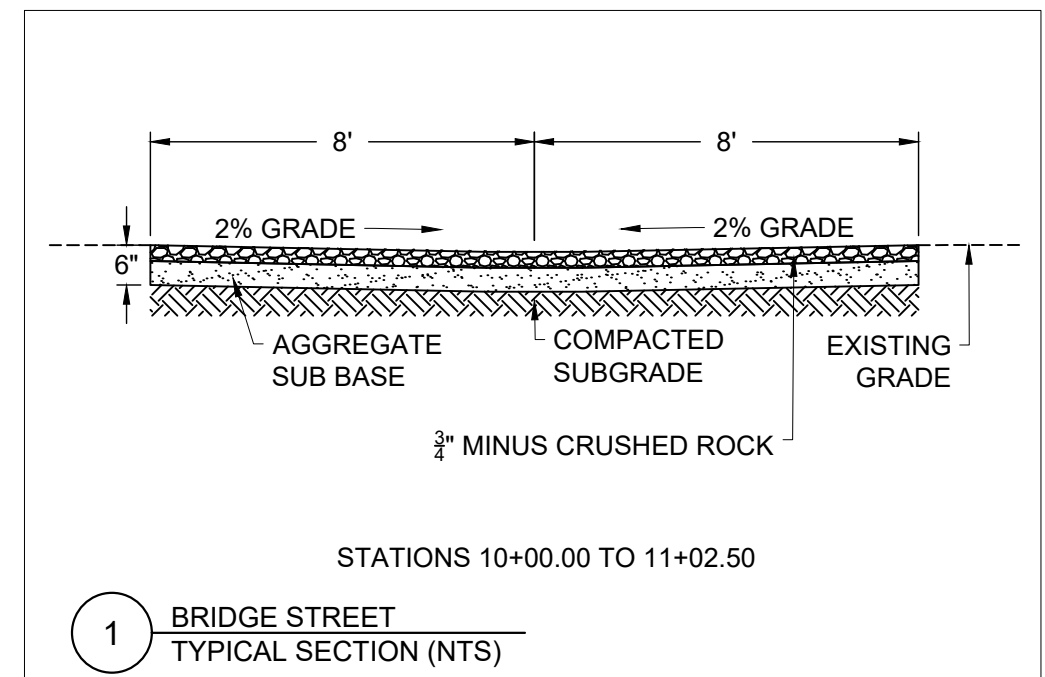 8' 8'
2% GRADE 2% GRADE
6"
AGGREGATE
SUB BASE
COMPACTED
SUBGRADE
EXISTING
GRADE
¾" MINUS CRUSHED ROCK
STATIONS 10+00.00 TO 11+02.50
1
BRIDGE STREET
TYPICAL SECTION (NTS)